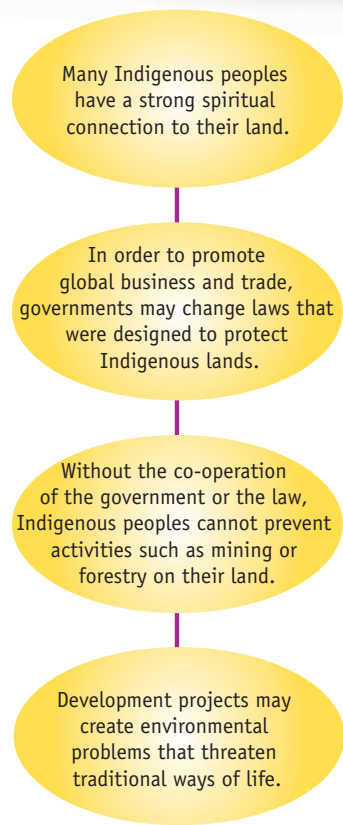 Many Indigenous peoples
have a strong spiritual
connection to their land.
In order to promote
global business and trade,
governments may change laws that
were designed to protect
Indigenous lands.
Without the co-operation
of the government or the law,
Indigenous peoples cannot prevent
activities such as mining or
forestry on their land.
Development projects may
create environmental
problems that threaten
traditional ways of life.